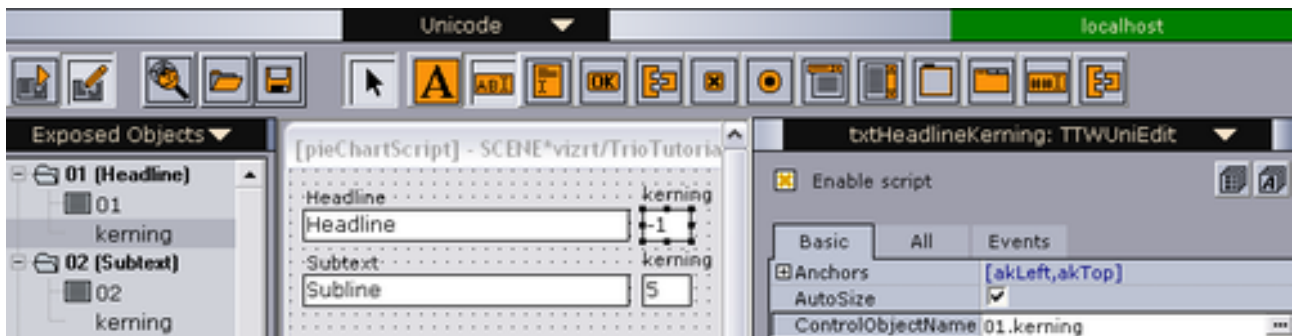 Unicode
localhost
A ABI OK
Exposed Objects
01 (Headline)
01
kerning
02 (Subtext)
02
kerning
[pieChartScript] - SCENE*vizrt/TrioTutoria
Headline kerning
Headline -1
Subtext kerning
Subline 5
txtHeadlineKerning: TTWUniEdit
Enable script
Basic All Events
Anchors [akLeft,akTop]
AutoSize
ControlObjectName 01.kerning